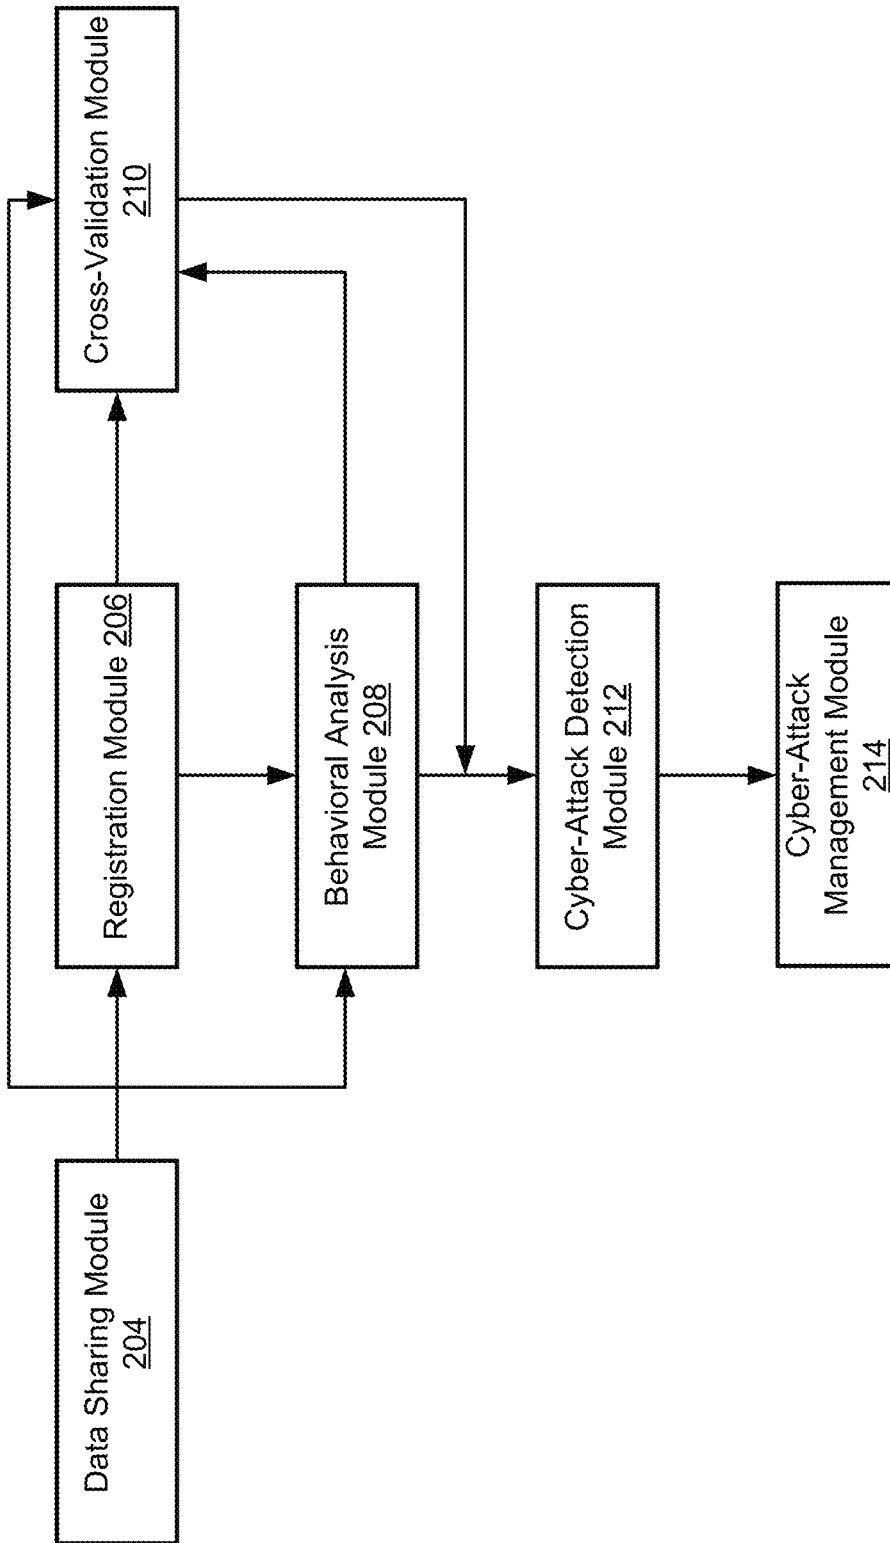 Data Sharing Module
204
Registration Module 206
Cross-Validation Module
210
Behavioral Analysis
Module 208
Cyber-Attack Detection
Module 212
Cyber-Attack
Management Module
214